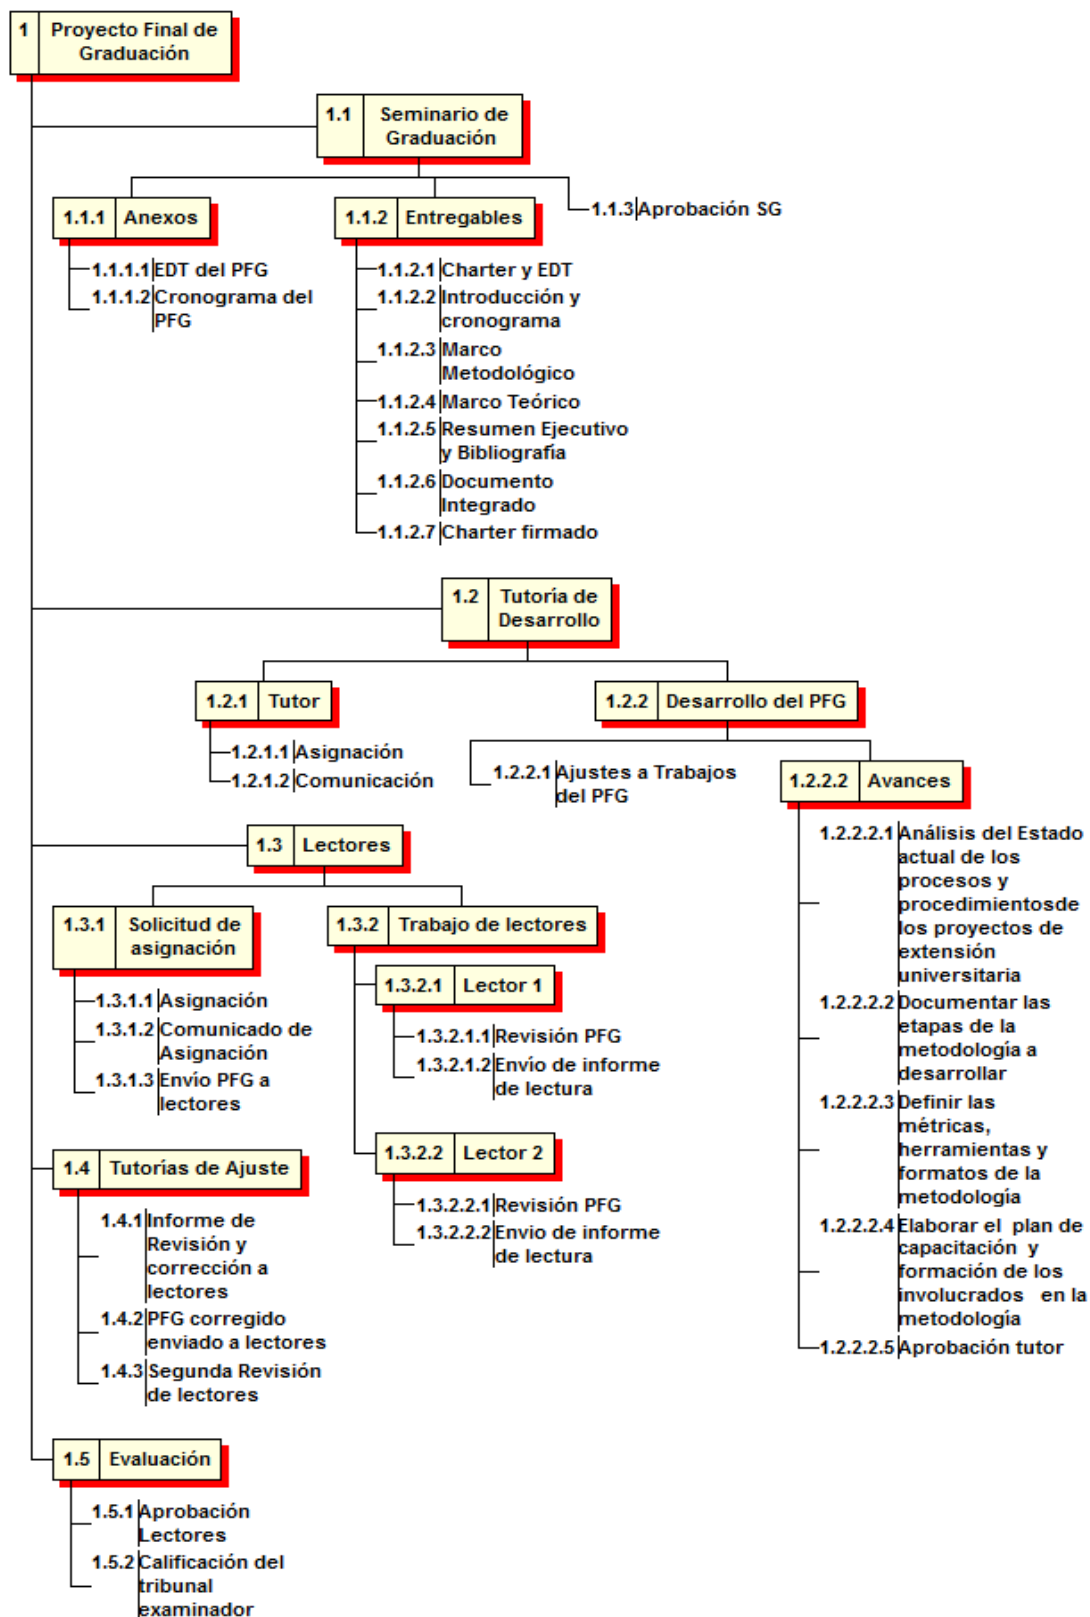 1 Proyecto Final de
Graduación
1.1 Seminario de
Graduación
1.1.1 Anexos
1.1.1.1 EDT del PFG
1.1.1.2 Cronograma del
PFG
1.1.2 Entregables
1.1.2.1 Charter y EDT
1.1.2.2 Introducción y
cronograma
1.1.2.3 Marco
Metodológico
1.1.2.4 Marco Teórico
1.1.2.5 Resumen Ejecutivo
y Bibliografía
1.1.2.6 Documento
Integrado
1.1.2.7 Charter firmado
1.1.3 Aprobación SG
1.2 Tutoría de
Desarrollo
1.2.1 Tutor
1.2.1.1 Asignación
1.2.1.2 Comunicación
1.2.2 Desarrollo del PFG
1.2.2.1 Ajustes a Trabajos
del PFG
1.2.2.2 Avances
1.2.2.2.1 Análisis del Estado
actual de los
procesos y
procedimientosde
los proyectos de
extensión
universitaria
1.2.2.2.2 Documentar las
etapas de la
metodología a
desarrollar
1.2.2.2.3 Definir las
métricas,
herramientas y
formatos de la
metodología
1.2.2.2.4 Elaborar el plan de
capacitación y
formación de los
involucrados en la
metodología
1.2.2.2.5 Aprobación tutor
1.3 Lectores
1.3.1 Solicitud de
asignación
1.3.1.1 Asignación
1.3.1.2 Comunicado de
Asignación
1.3.1.3 Envío PFG a
lectores
1.3.2 Trabajo de lectores
1.3.2.1 Lector 1
1.3.2.1.1 Revisión PFG
1.3.2.1.2 Envío de informe
de lectura
1.3.2.2 Lector 2
1.3.2.2.1 Revisión PFG
1.3.2.2.2 Envio de informe
de lectura
1.4 Tutorías de Ajuste
1.4.1 Informe de
Revisión y
corrección a
lectores
1.4.2 PFG corregido
enviado a lectores
1.4.3 Segunda Revisión
de lectores
1.5 Evaluación
1.5.1 Aprobación
Lectores
1.5.2 Calificación del
tribunal
examinador